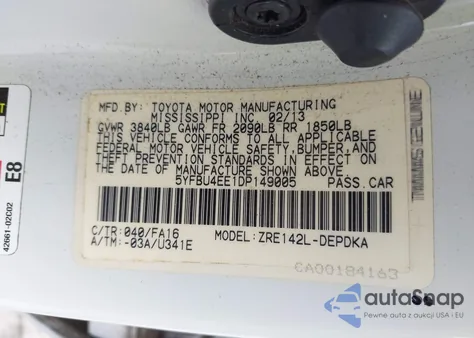 MFD.BY: TOYOTA MOTOR MANUFACTURING
MISSISSIPPI INC 02/13
GVWR 3840LB GAWR FR 2090LB RR 1850LB
THIS VEHICLE CONFORMS TO ALL APPLICABLE
FEDERAL MOTOR VEHICLE SAFETY, BUMPER, AND
THEFT PREVENTION STANDARDS IN EFFECT ON
THE DATE OF MANUFACTURE SHOWN ABOVE.
5YFBU4EE1DP149005 PASS.CAR
C/TR: 040/FA16 MODEL: ZRE142L-DEPDKA
A/TM: -03A/U341E
CA00184163
42661-02C02
E8
autoSnap
Pewne auta z aukcji USA i EU